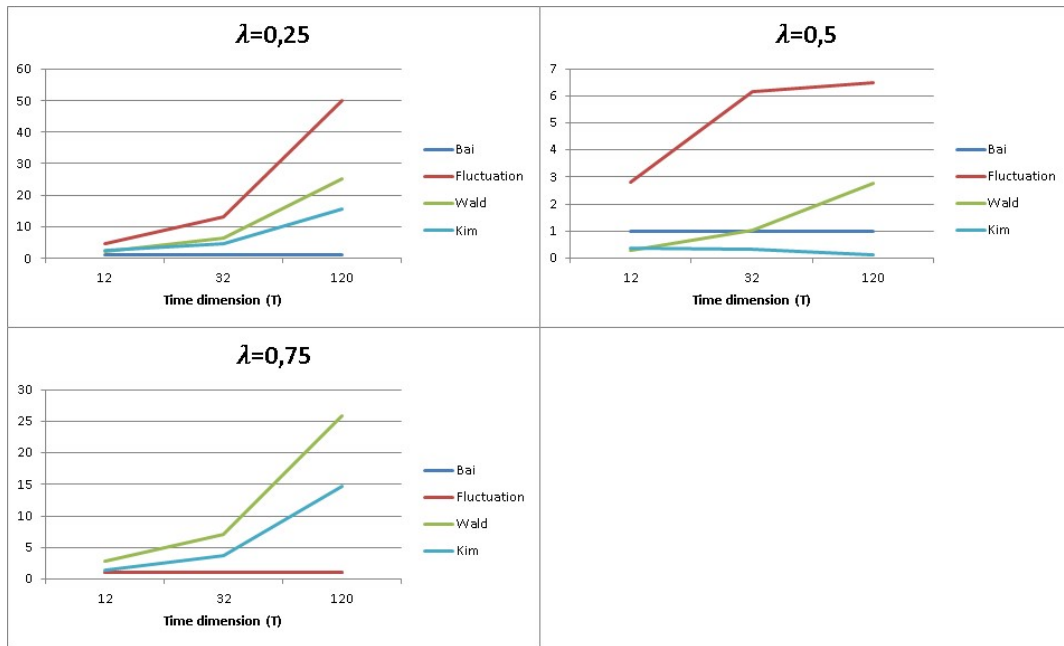 λ=0,25
60
50
40
30
20
10
0
12 32 120
Time dimension (T)
Bai
Fluctuation
Wald
Kim
λ=0,5
7
6
5
4
3
2
1
0
12 32 120
Time dimension (T)
Bai
Fluctuation
Wald
Kim
λ=0,75
30
25
20
15
10
5
0
12 32 120
Time dimension (T)
Bai
Fluctuation
Wald
Kim